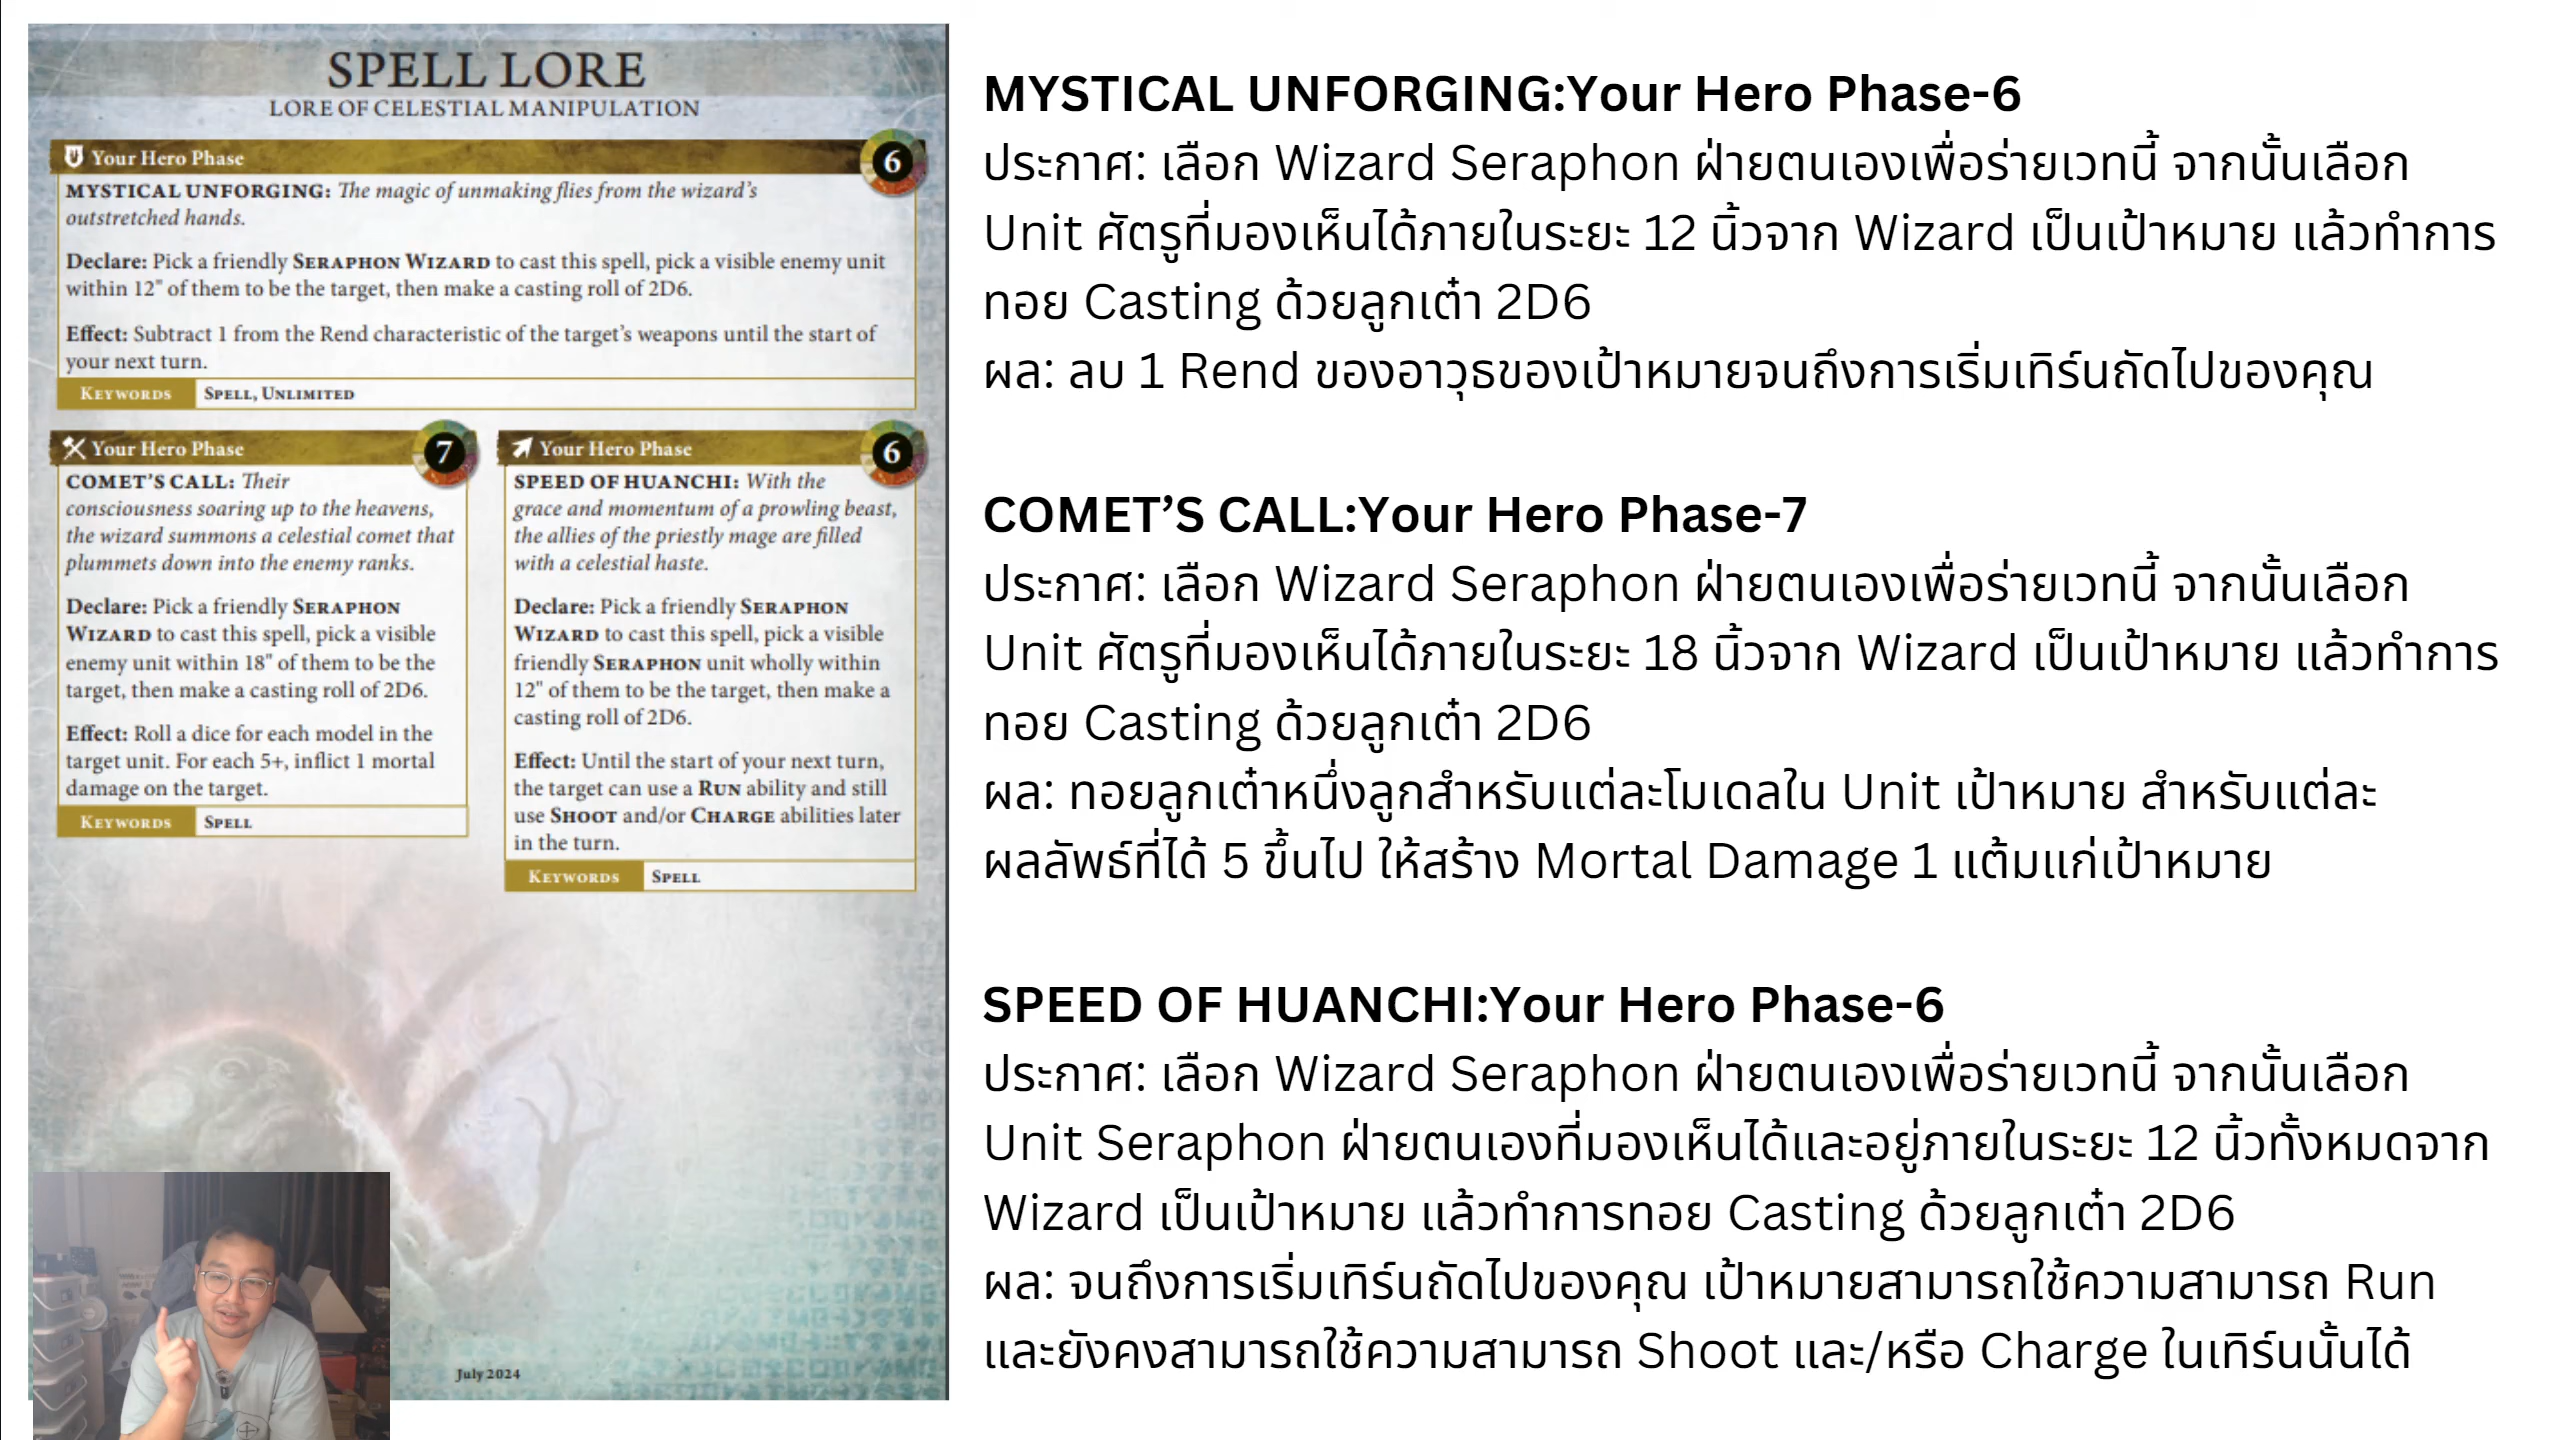 SPELL LORE
LORE OF CELESTIAL MANIPULATION
Your Hero Phase
6
MYSTICAL UNFORGING: The magic of unmaking flies from the wizard's
outstretched hands.
Declare: Pick a friendly SERAPHON WIZARD to cast this spell, pick a visible enemy unit
within 12" of them to be the target, then make a casting roll of 2D6.
Effect: Subtract 1 from the Rend characteristic of the target's weapons until the start of
your next turn.
KEYWORDS SPELL, UNLIMITED
Your Hero Phase
7
COMET'S CALL: Their
consciousness soaring up to the heavens,
the wizard summons a celestial comet that
plummets down into the enemy ranks.
Declare: Pick a friendly SERAPHON
WIZARD to cast this spell, pick a visible
enemy unit within 18" of them to be the
target, then make a casting roll of 2D6.
Effect: Roll a dice for each model in the
target unit. For each 5+, inflict 1 mortal
damage on the target.
KEYWORDS SPELL
Your Hero Phase
6
SPEED OF HUANCHI: With the
grace and momentum of a prowling beast,
the allies of the priestly mage are filled
with a celestial haste.
Declare: Pick a friendly SERAPHON
WIZARD to cast this spell, pick a visible
friendly SERAPHON unit wholly within
12" of them to be the target, then make a
casting roll of 2D6.
Effect: Until the start of your next turn,
the target can use a RUN ability and still
use SHOOT and/or CHARGE abilities later
in the turn.
KEYWORDS SPELL
July 2024
MYSTICAL UNFORGING:Your Hero Phase-6
ประกาศ: เลือก Wizard Seraphon ฝ่ายตนเองเพื่อร่ายเวทนี้ จากนั้นเลือก
Unit ศัตรูที่มองเห็นได้ภายในระยะ 12 นิ้วจาก Wizard เป็นเป้าหมาย แล้วทำการ
ทอย Casting ด้วยลูกเต๋า 2D6
ผล: ลบ 1 Rend ของอาวุธของเป้าหมายจนถึงการเริ่มเทิร์นถัดไปของคุณ
COMET’S CALL:Your Hero Phase-7
ประกาศ: เลือก Wizard Seraphon ฝ่ายตนเองเพื่อร่ายเวทนี้ จากนั้นเลือก
Unit ศัตรูที่มองเห็นได้ภายในระยะ 18 นิ้วจาก Wizard เป็นเป้าหมาย แล้วทำการ
ทอย Casting ด้วยลูกเต๋า 2D6
ผล: ทอยลูกเต๋าหนึ่งลูกสำหรับแต่ละโมเดลใน Unit เป้าหมาย สำหรับแต่ละ
ผลลัพธ์ที่ได้ 5 ขึ้นไป ให้สร้าง Mortal Damage 1 แต้มแก่เป้าหมาย
SPEED OF HUANCHI:Your Hero Phase-6
ประกาศ: เลือก Wizard Seraphon ฝ่ายตนเองเพื่อร่ายเวทนี้ จากนั้นเลือก
Unit Seraphon ฝ่ายตนเองที่มองเห็นได้และอยู่ภายในระยะ 12 นิ้วทั้งหมดจาก
Wizard เป็นเป้าหมาย แล้วทำการทอย Casting ด้วยลูกเต๋า 2D6
ผล: จนถึงการเริ่มเทิร์นถัดไปของคุณ เป้าหมายสามารถใช้ความสามารถ Run
และยังคงสามารถใช้ความสามารถ Shoot และ/หรือ Charge ในเทิร์นนั้นได้